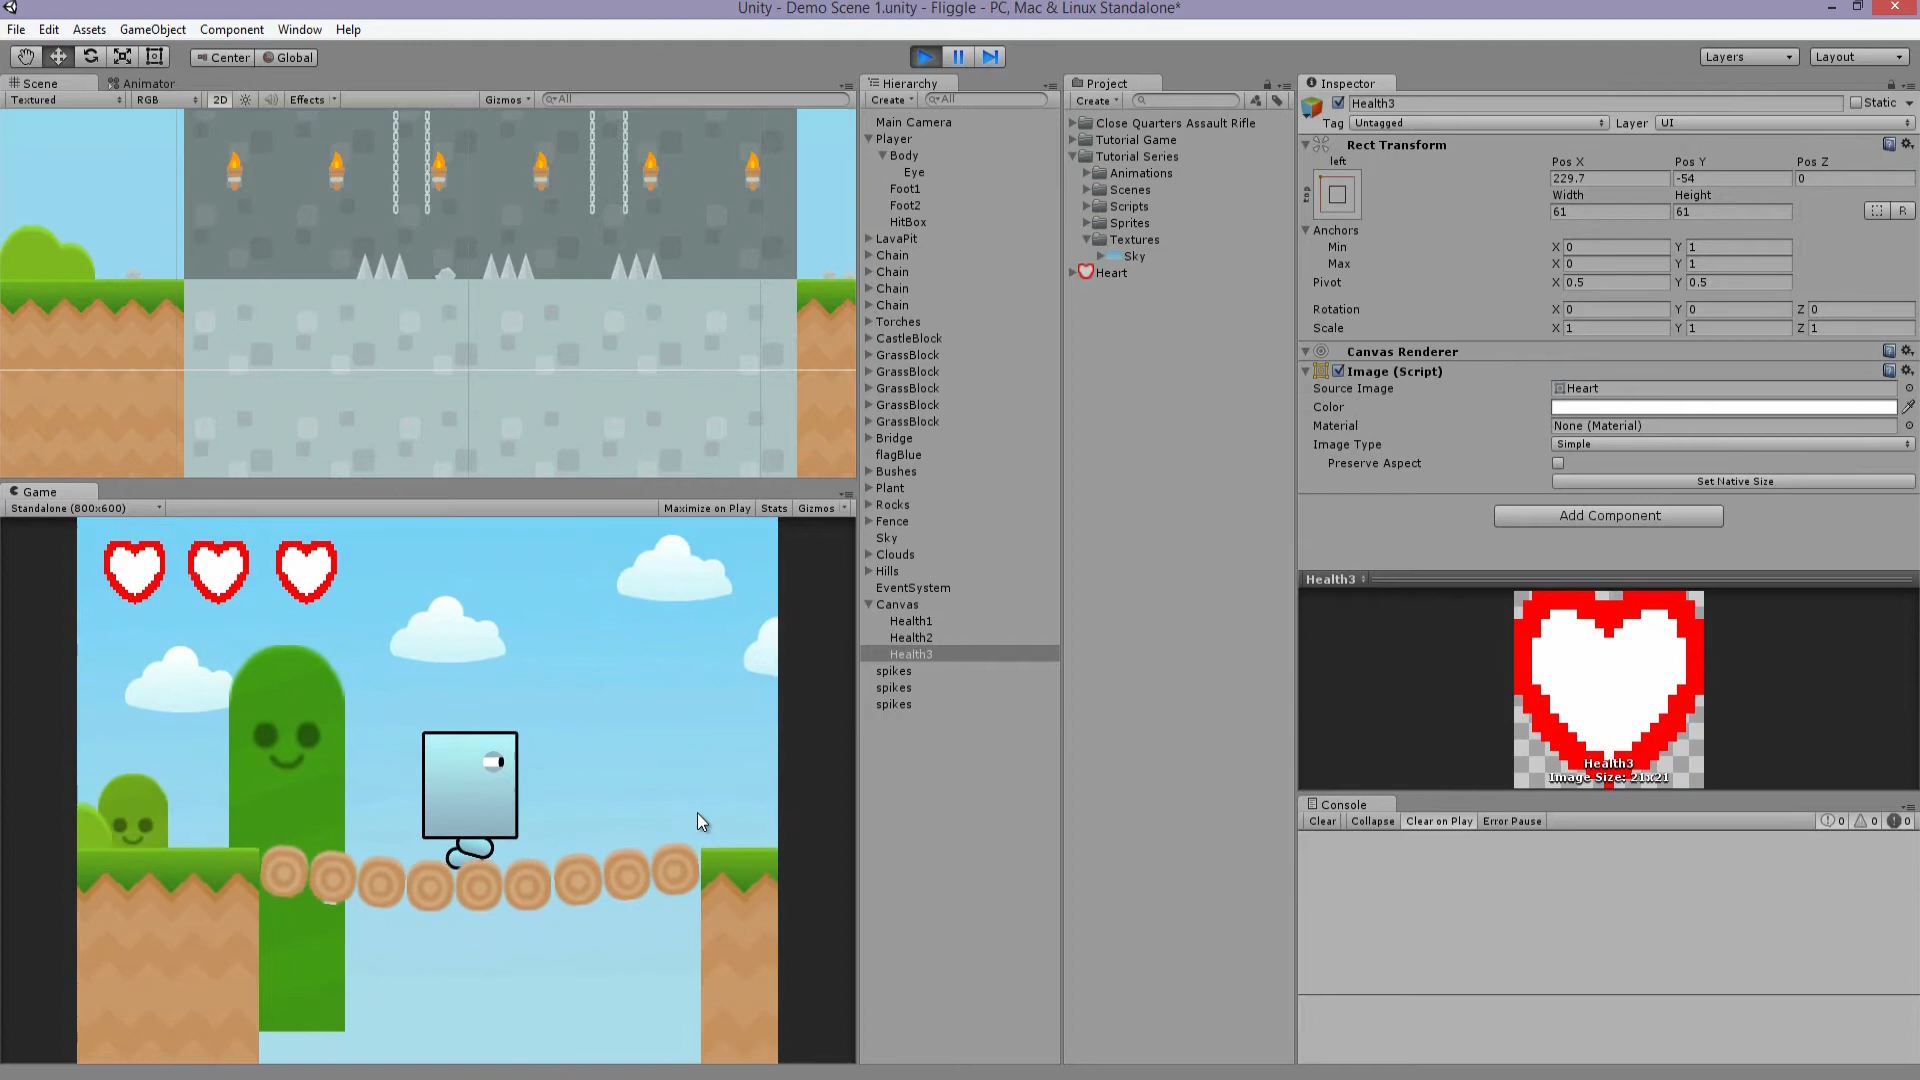 Unity - Demo Scene 1.unity - Fliggle - PC, Mac & Linux Standalone*
File Edit Assets GameObject Component Window Help
Center Global Layers Layout
Scene Animator
Textured RGB 2D Effects Gizmos All
Game
Standalone (800x600) Maximize on Play Stats Gizmos
Hierarchy
Create All
Main Camera
Player
Body
Eye
Foot1
Foot2
HitBox
LavaPit
Chain
Chain
Chain
Chain
Torches
CastleBlock
GrassBlock
GrassBlock
GrassBlock
GrassBlock
GrassBlock
Bridge
flagBlue
Bushes
Plant
Rocks
Fence
Sky
Clouds
Hills
EventSystem
Canvas
Health1
Health2
Health3
spikes
spikes
spikes
Project
Create
Close Quarters Assault Rifle
Tutorial Game
Tutorial Series
Animations
Scenes
Scripts
Sprites
Textures
Sky
Heart
Inspector
Health3 Static
Tag Untagged Layer UI
Rect Transform
left Pos X Pos Y Pos Z
top 229.7 -54 0
Width Height
61 61 R
Anchors
Min X 0 Y 1
Max X 0 Y 1
Pivot X 0.5 Y 0.5
Rotation X 0 Y 0 Z 0
Scale X 1 Y 1 Z 1
Canvas Renderer
Image (Script)
Source Image Heart
Color
Material None (Material)
Image Type Simple
Preserve Aspect
Set Native Size
Add Component
Health3
Health3
Image Size: 21x21
Console
Clear Collapse Clear on Play Error Pause 0 0 0